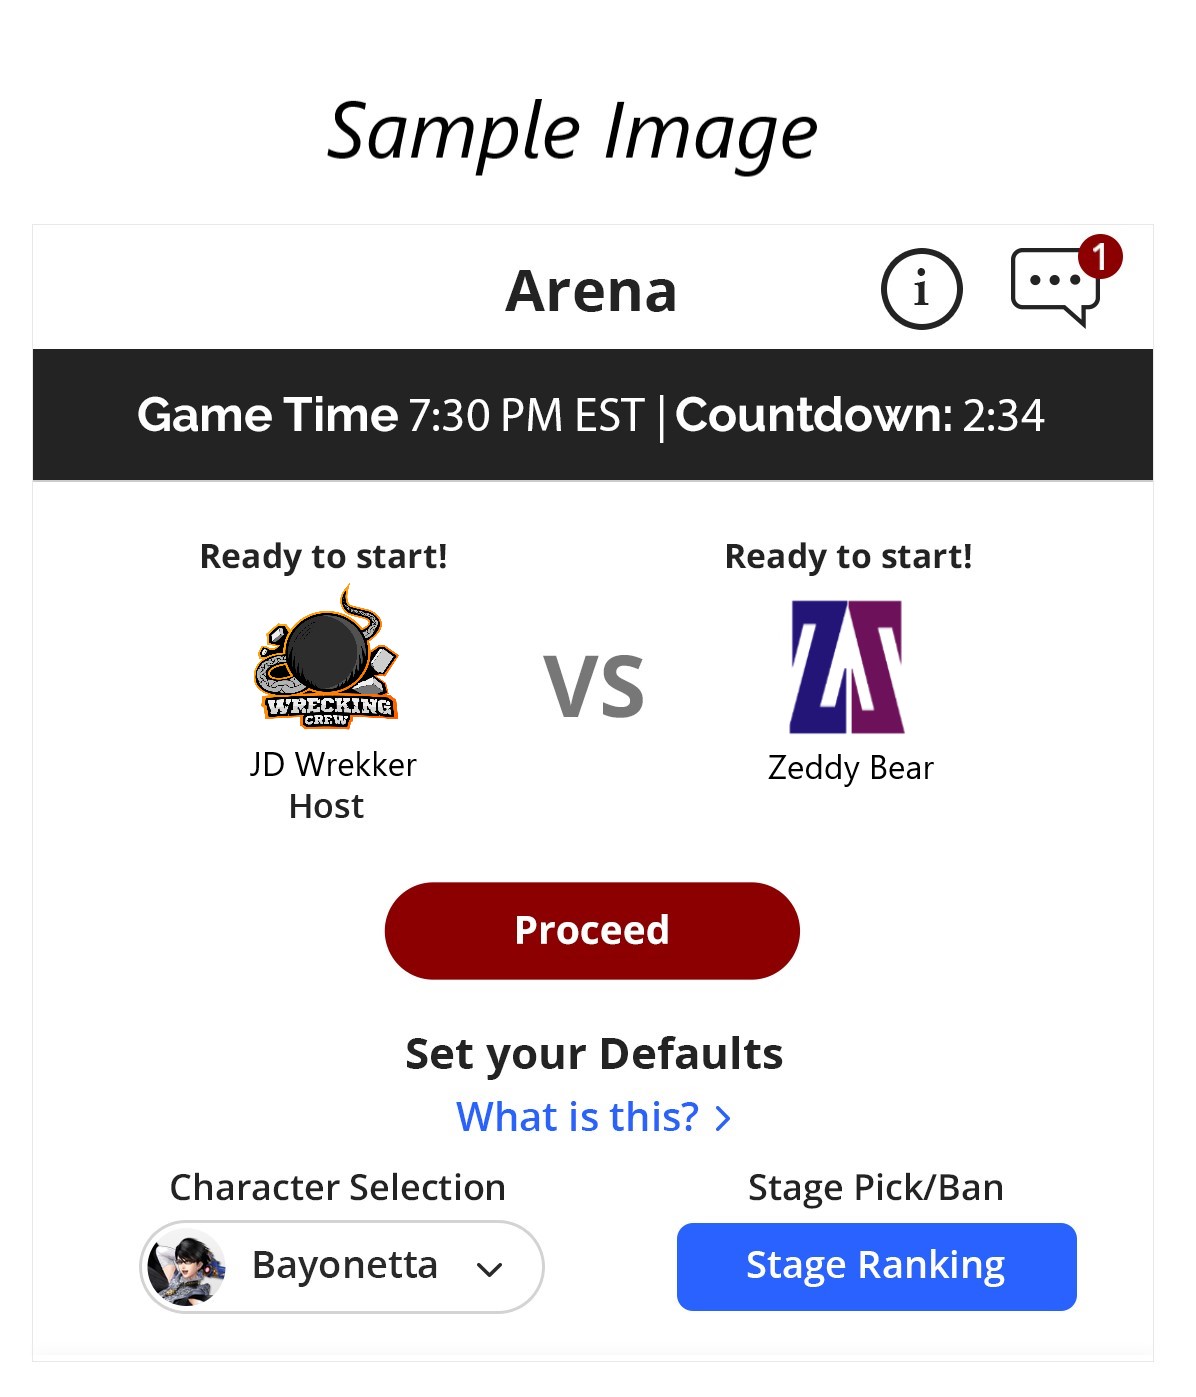 Sample Image
Arena
i
1
Game Time 7:30 PM EST | Countdown: 2:34
Ready to start!
Ready to start!
WRECKING
CREW
VS
ZS
JD Wrekker
Host
Zeddy Bear
Proceed
Set your Defaults
What is this? >
Character Selection
Stage Pick/Ban
Bayonetta
Stage Ranking